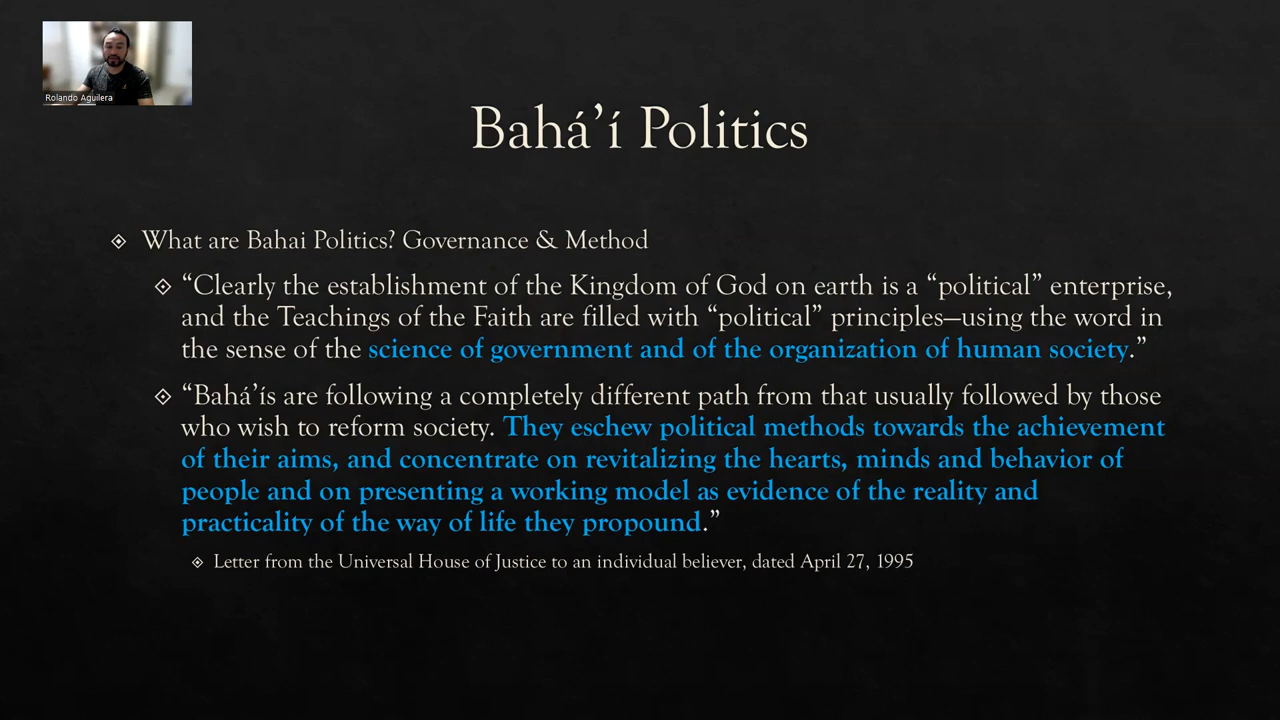 Rolando Aguilera
Bahá’í Politics
What are Bahai Politics? Governance & Method
“Clearly the establishment of the Kingdom of God on earth is a “political” enterprise,
and the Teachings of the Faith are filled with “political” principles—using the word in
the sense of the science of government and of the organization of human society.”
“Bahá’ís are following a completely different path from that usually followed by those
who wish to reform society. They eschew political methods towards the achievement
of their aims, and concentrate on revitalizing the hearts, minds and behavior of
people and on presenting a working model as evidence of the reality and
practicality of the way of life they propound.”
Letter from the Universal House of Justice to an individual believer, dated April 27, 1995